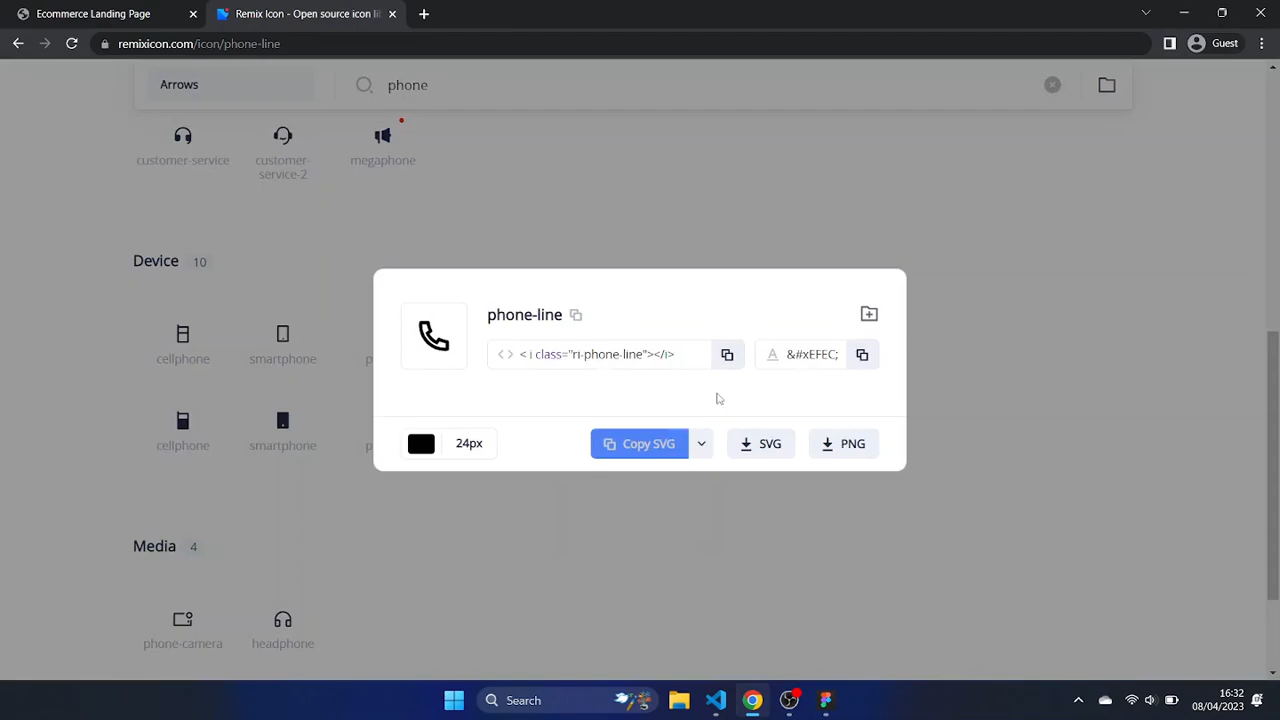 Ecommerce Landing Page
Remix Icon - Open source icon li
remixicon.com/icon/phone-line
Guest
Arrows
phone
customer-service
customer-
service-2
megaphone
Device 10
phone-line
< i class="ri-phone-line"></i>
A &#xEFEC;
cellphone
smartphone
p
24px
Copy SVG
SVG
PNG
cellphone
smartphone
p
Media 4
phone-camera
headphone
Search
16:32
08/04/2023